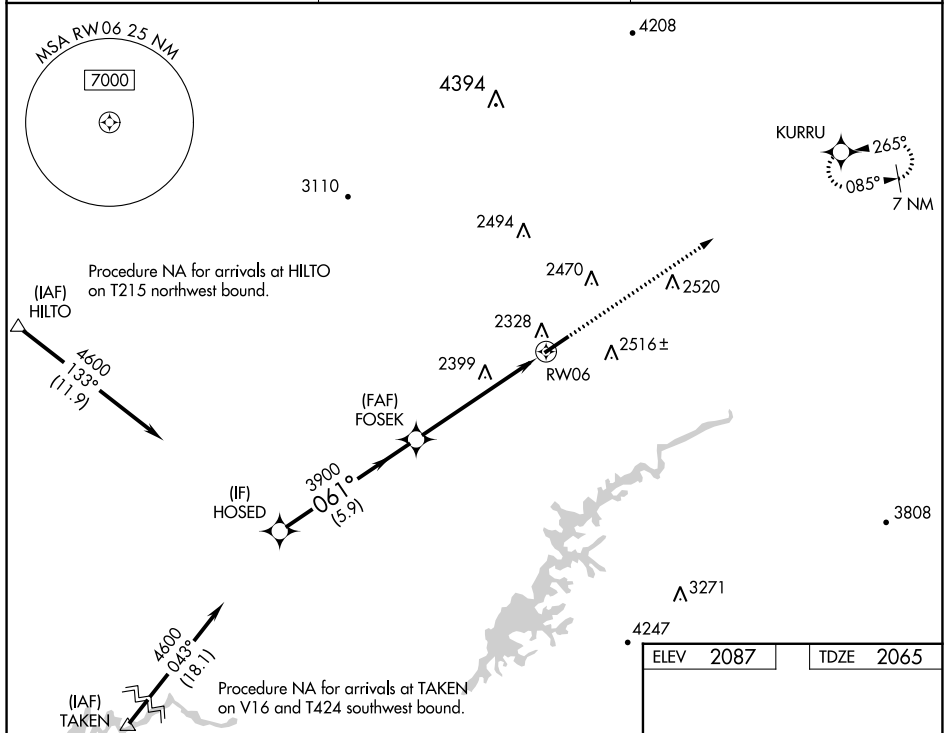 MSA RW06 25 NM
7000
4208
4394
KURRU
265°
085°
7 NM
3110
2494
Procedure NA for arrivals at HILTO
on T215 northwest bound.
(IAF)
HILTO
2470
2520
4600
133°
(11.9)
2328
2516±
2399
RW06
(FAF)
FOSEK
3900
061°
(5.9)
(IF)
HOSED
3808
3271
4600
043°
(18.1)
4247
ELEV 2087
TDZE 2065
Procedure NA for arrivals at TAKEN
on V16 and T424 southwest bound.
(IAF)
TAKEN